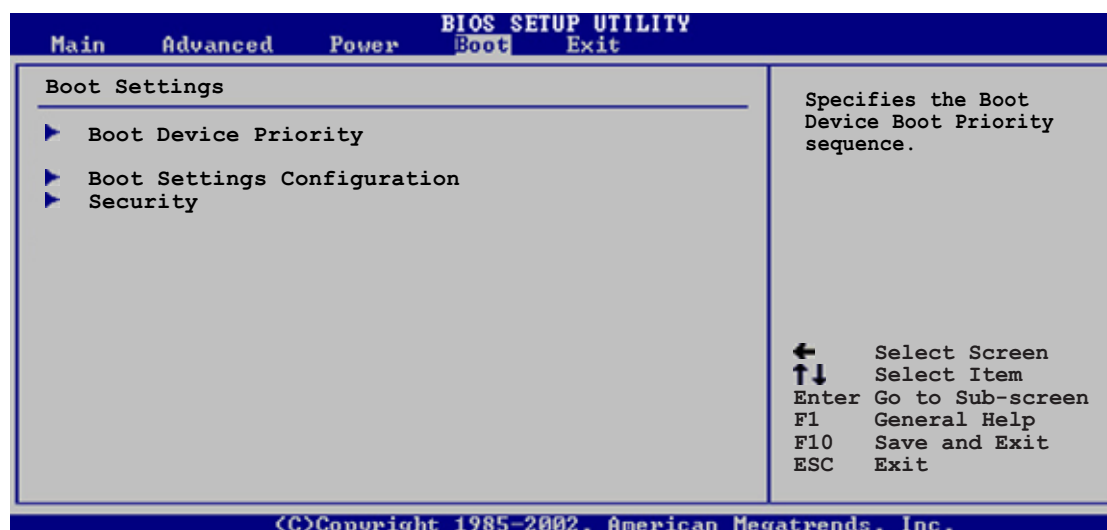 BIOS SETUP UTILITY
Main Advanced Power Boot Exit
Boot Settings
Boot Device Priority
Boot Settings Configuration
Security
Specifies the Boot
Device Boot Priority
sequence.
← Select Screen
↑↓ Select Item
Enter Go to Sub-screen
F1 General Help
F10 Save and Exit
ESC Exit
(C)Copyright 1985-2002, American Megatrends, Inc.